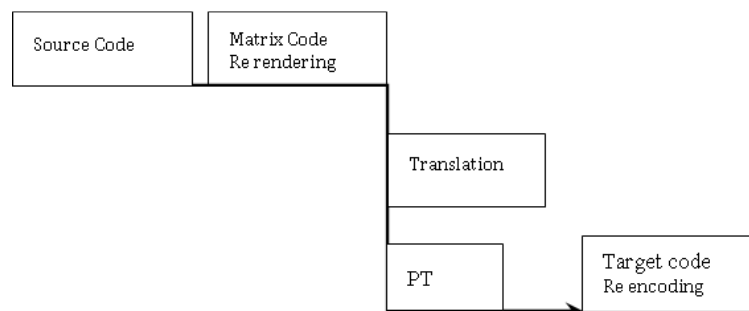 Source Code
Matrix Code
Re rendering
Translation
PT
Target code
Re encoding